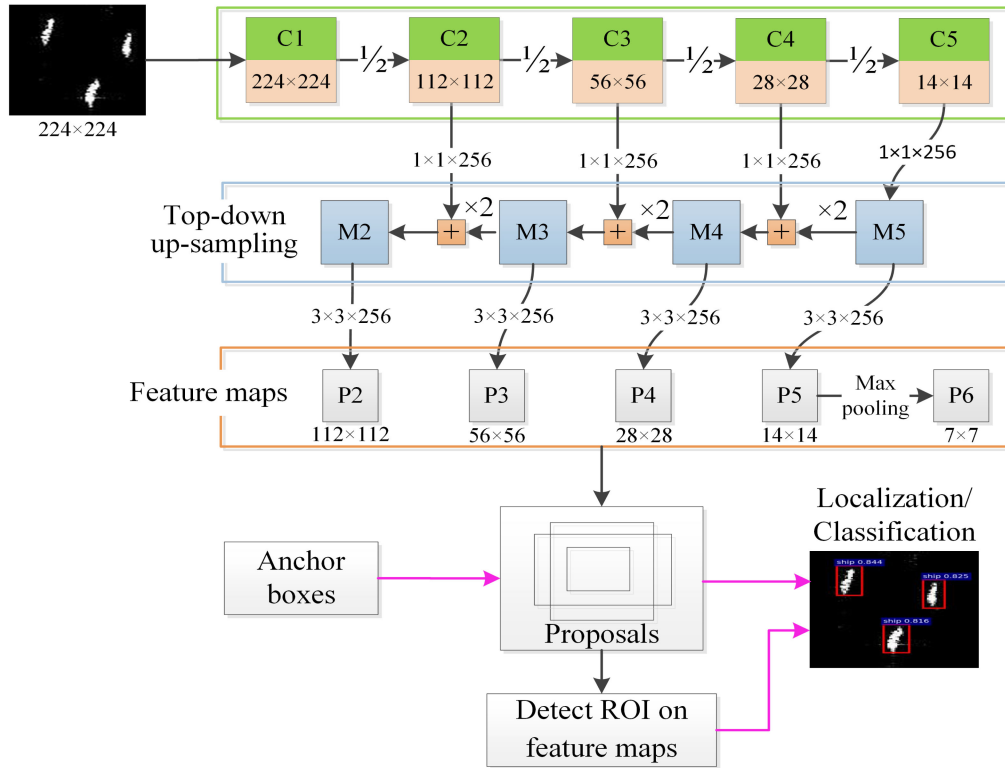 C1
C2
C3
C4
C5
½
½
½
½
224×224
112×112
56×56
28×28
14×14
224×224
1×1×256
1×1×256
1×1×256
1×1×256
Top-down
up-sampling
×2
×2
×2
M2
+
M3
+
M4
+
M5
3×3×256
3×3×256
3×3×256
3×3×256
Feature maps
P2
P3
P4
P5
Max
pooling
P6
112×112
56×56
28×28
14×14
7×7
Localization/
Classification
Anchor
boxes
Proposals
ship 0.844
ship 0.825
ship 0.816
Detect ROI on
feature maps